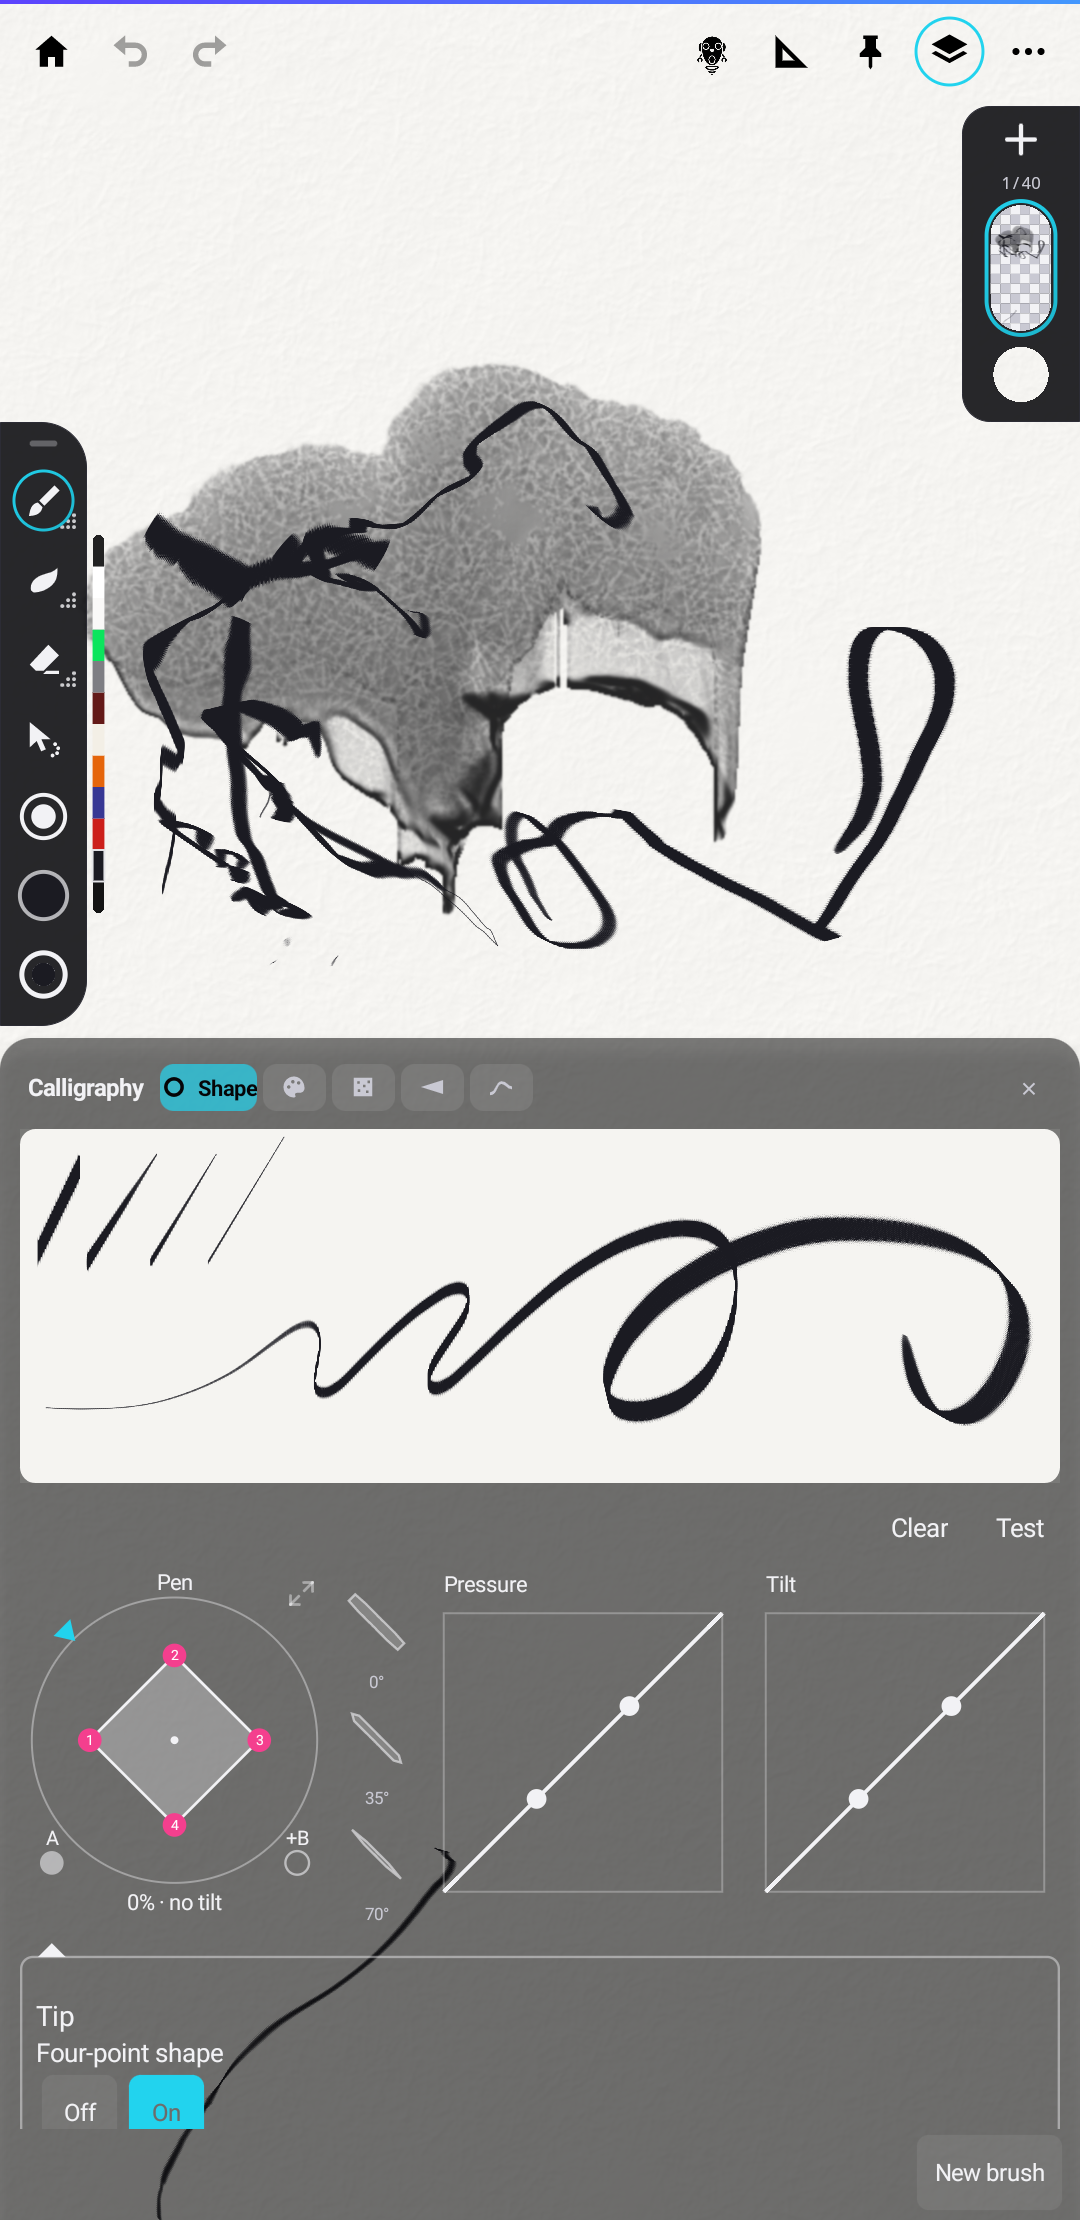 1/40
Calligraphy
Shape
Clear
Test
Pen
Pressure
Tilt
2
0°
1
3
35°
4
A
+B
0% · no tilt
70°
Tip
Four-point shape
Off
On
New brush